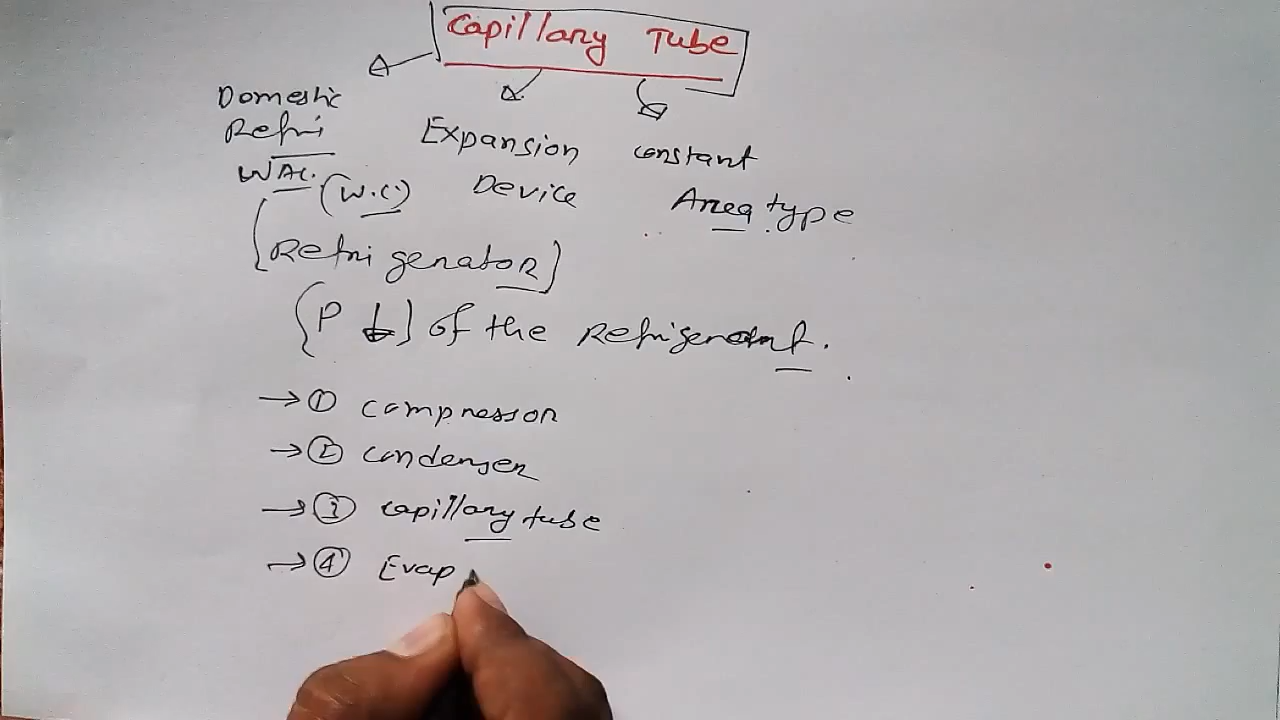 Capillary Tube
Domestic
Refri
WAC. (W.C.)
Expansion
Device
constant
Area type
[Refrigerator]
{P ↓} of the Refrigerant.
→ ① compressor
→ ② condenser
→ ③ capillary tube
→ ④ Evap